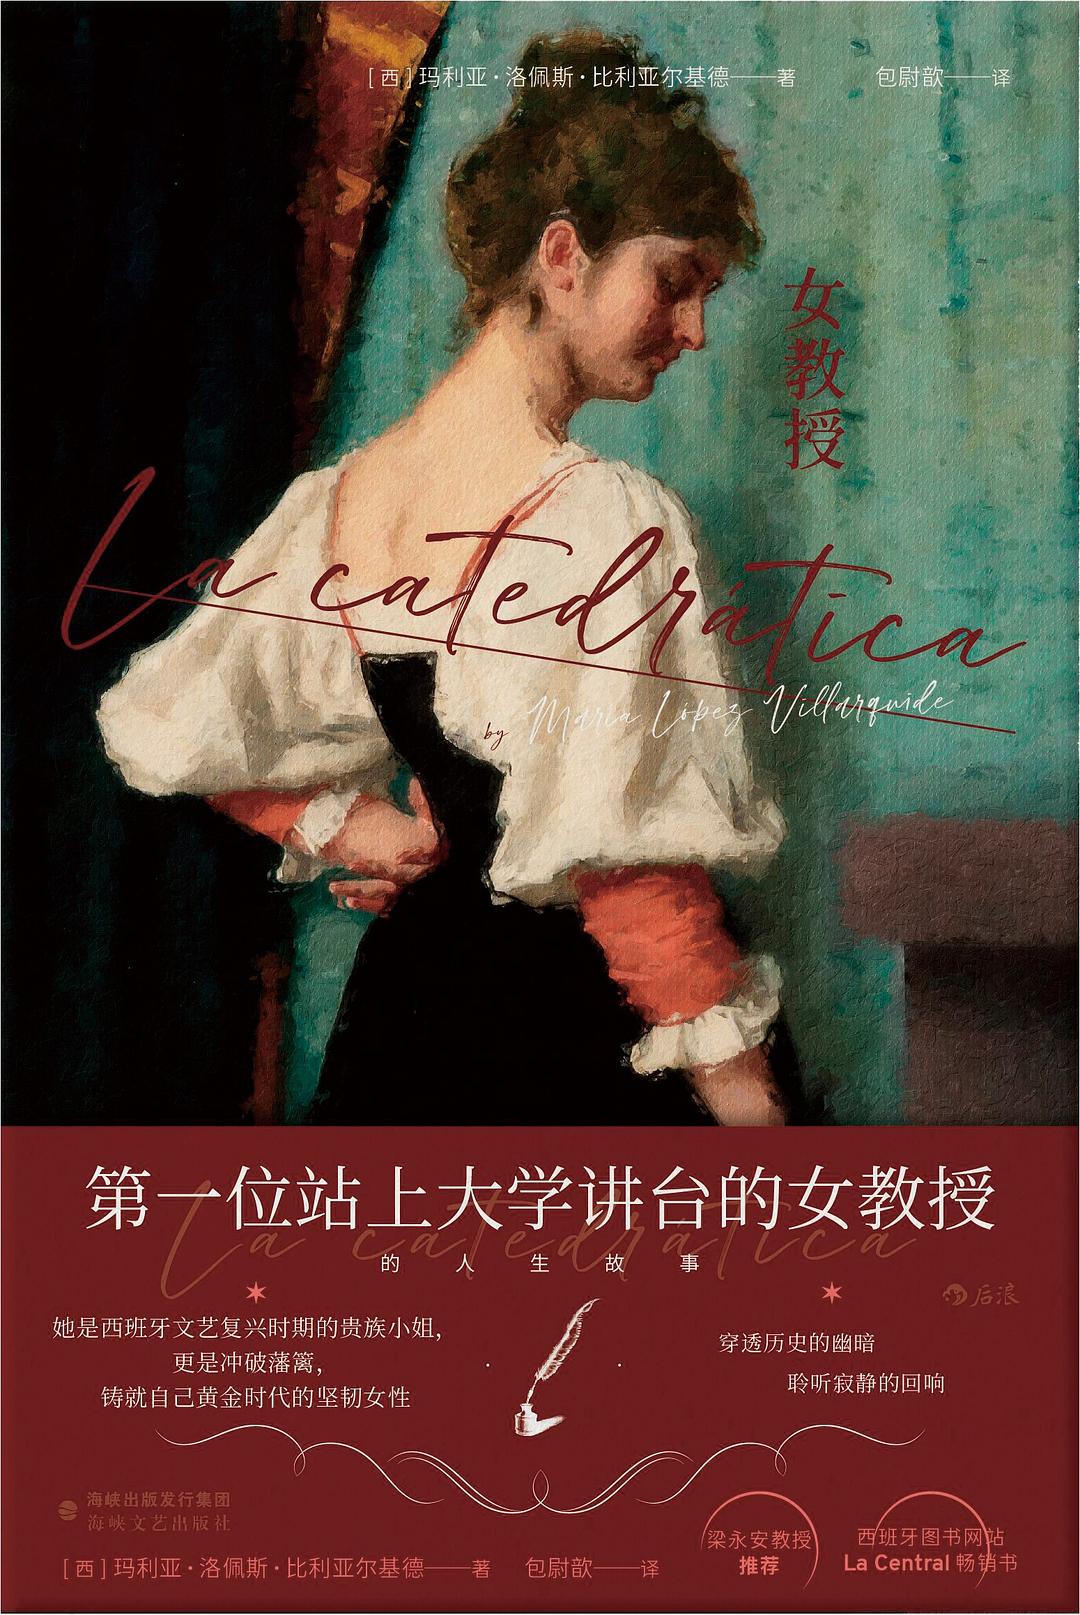 ［西］玛利亚·洛佩斯·比利亚尔基德——著 包尉歆——译
女教授
La catedrática
by María López Villarquide
第一位站上大学讲台的女教授
La catedrática
的人生故事
后浪
她是西班牙文艺复兴时期的贵族小姐，
更是冲破藩篱，
铸就自己黄金时代的坚韧女性
穿透历史的幽暗
聆听寂静的回响
海峡出版发行集团
海峡文艺出版社
［西］玛利亚·洛佩斯·比利亚尔基德——著 包尉歆——译
梁永安教授
推荐
西班牙图书网站
La Central 畅销书